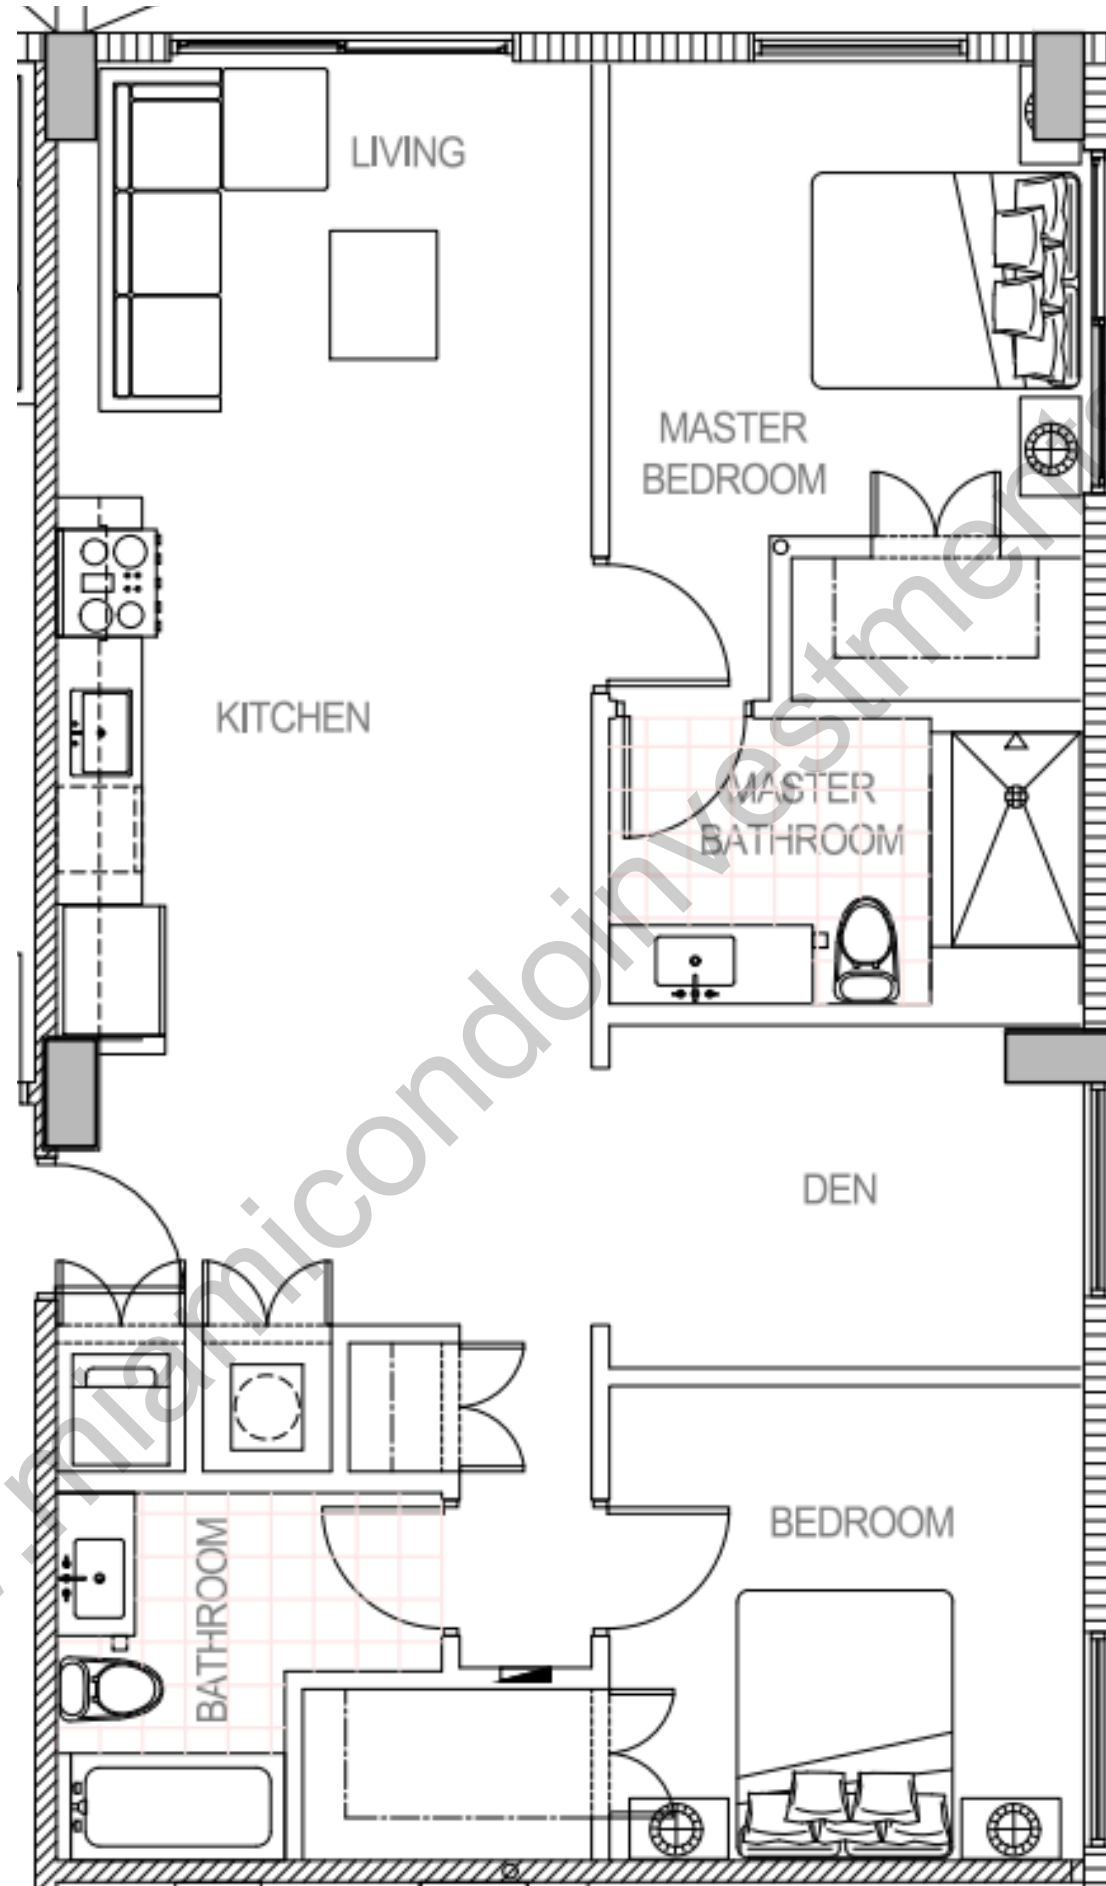 LIVING
MASTER
BEDROOM
KITCHEN
MASTER
BATHROOM
DEN
BEDROOM
BATHROOM
miamicondoinvestments